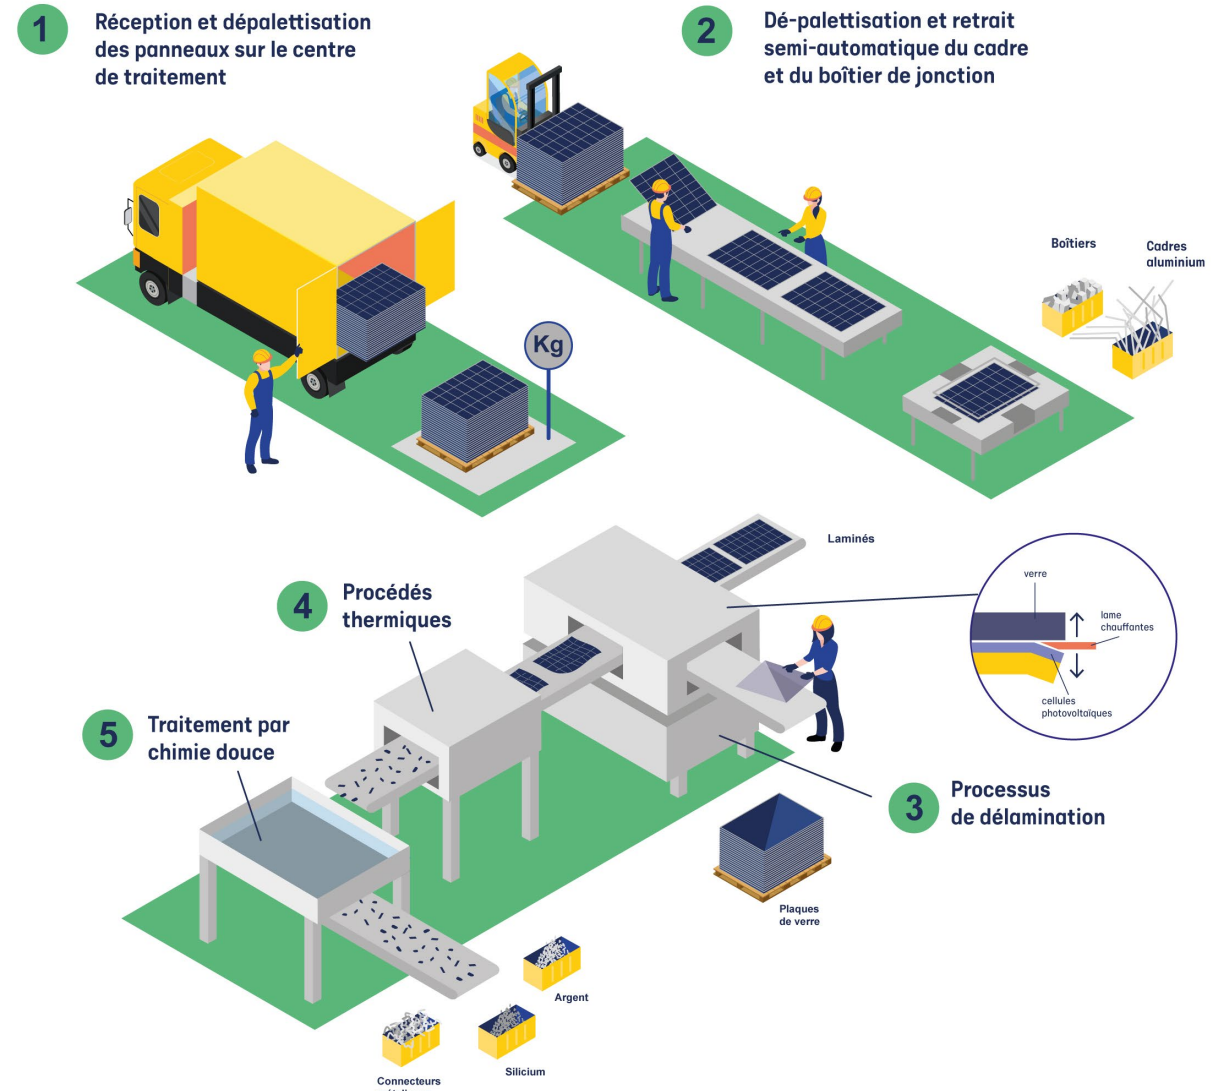 1
Réception et dépalettisation
des panneaux sur le centre
de traitement
2
Dé-palettisation et retrait
semi-automatique du cadre
et du boîtier de jonction
Kg
Boîtiers
Cadres
aluminium
Laminés
verre
lame
chauffantes
cellules
photovoltaïques
3
Processus
de délamination
Plaques
de verre
4
Procédés
thermiques
5
Traitement par
chimie douce
Argent
Silicium
Connecteurs